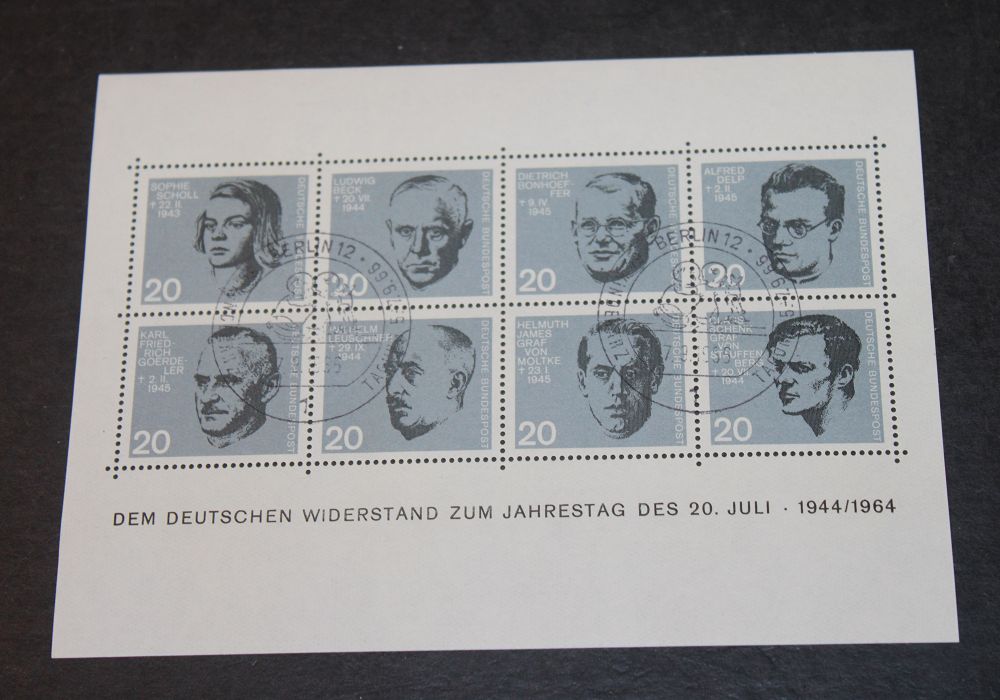 SOPHIE
SCHOLL
† 22. II.
1943
DEUTSCHE
20
LUDWIG
BECK
† 20. VII.
1944
DEUTSCHE BUNDESPOST
20
DIETRICH
BONHOEF-
FER
† 9. IV
1945
DEUTSCHE
20
ALFRED
DELP
† 2. II.
1945
DEUTSCHE BUNDESPOST
20
KARL
FRIED-
RICH
GOERDE-
LER
† 2. II.
1945
BUNDESPOST
20
WILHELM
LEUSCHNER
† 29. IX.
1944
DEUTSCHE BUNDESPOST
20
HELMUTH
JAMES
GRAF
VON
MOLTKE
† 23. I
1945
DEUTSCHE BUNDESPOST
20
SCHENK
GRAF
VON
STAUFFEN-
BERG
† 20. VII.
1944
DEUTSCHE BUNDESPOST
20
BERLIN 12
BERLIN 12
DEM DEUTSCHEN WIDERSTAND ZUM JAHRESTAG DES 20. JULI · 1944/1964